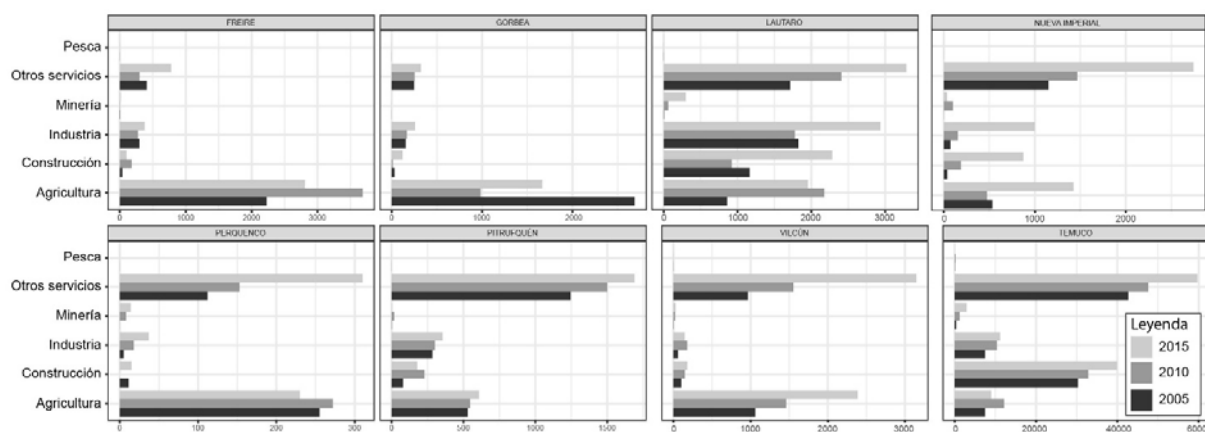 FREIRE
GORBEA
LAUTARO
NUEVA IMPERIAL
Pesca
Otros servicios
Minería
Industria
Construcción
Agricultura
0 1000 2000 3000
0 1000 2000
0 1000 2000 3000
0 1000 2000
PERQUENCO
PITRUFQUÉN
VILCÚN
TEMUCO
Pesca
Otros servicios
Minería
Industria
Construcción
Agricultura
0 100 200 300
0 500 1000 1500
0 1000 2000 3000
0 20000 40000 6000
Leyenda
2015
2010
2005